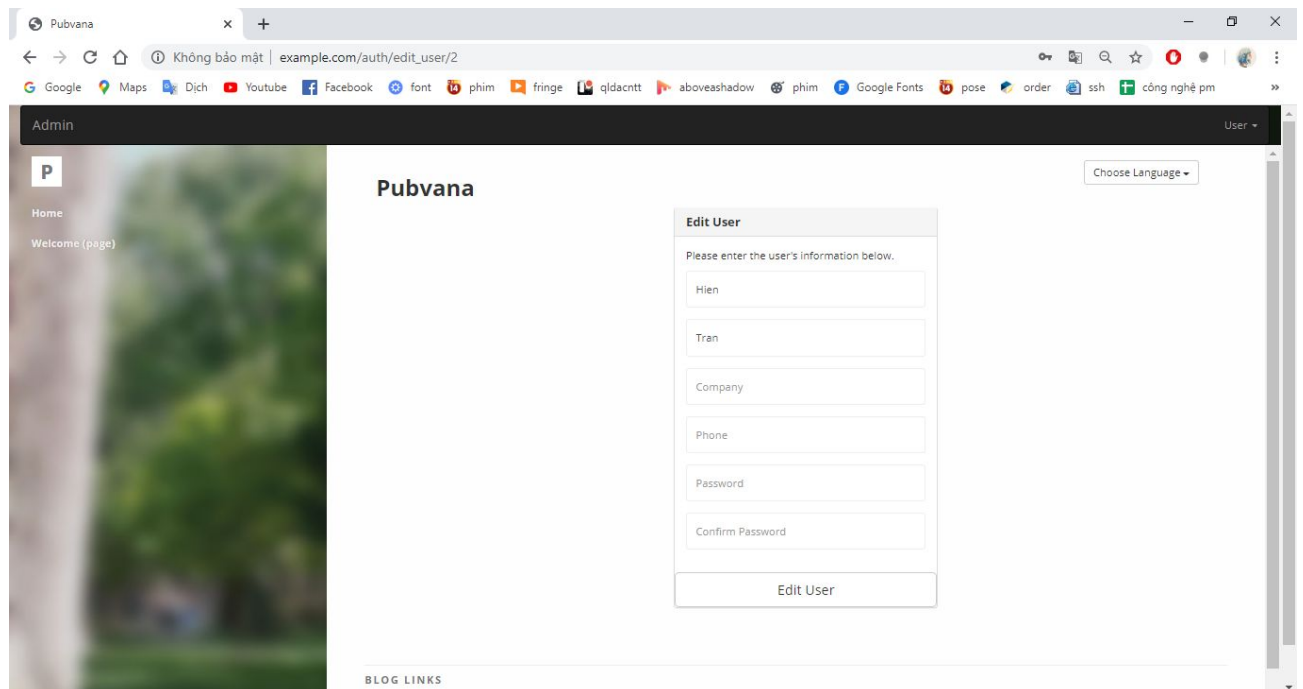 Pubvana
Không bảo mật | example.com/auth/edit_user/2
Google Maps Dịch Youtube Facebook font phim fringe qldacntt aboveashadow phim Google Fonts pose order ssh công nghệ pm »
Admin User
P
Home
Welcome (page)
Choose Language
Pubvana
Edit User
Please enter the user's information below.
Hien
Tran
Company
Phone
Password
Confirm Password
Edit User
BLOG LINKS